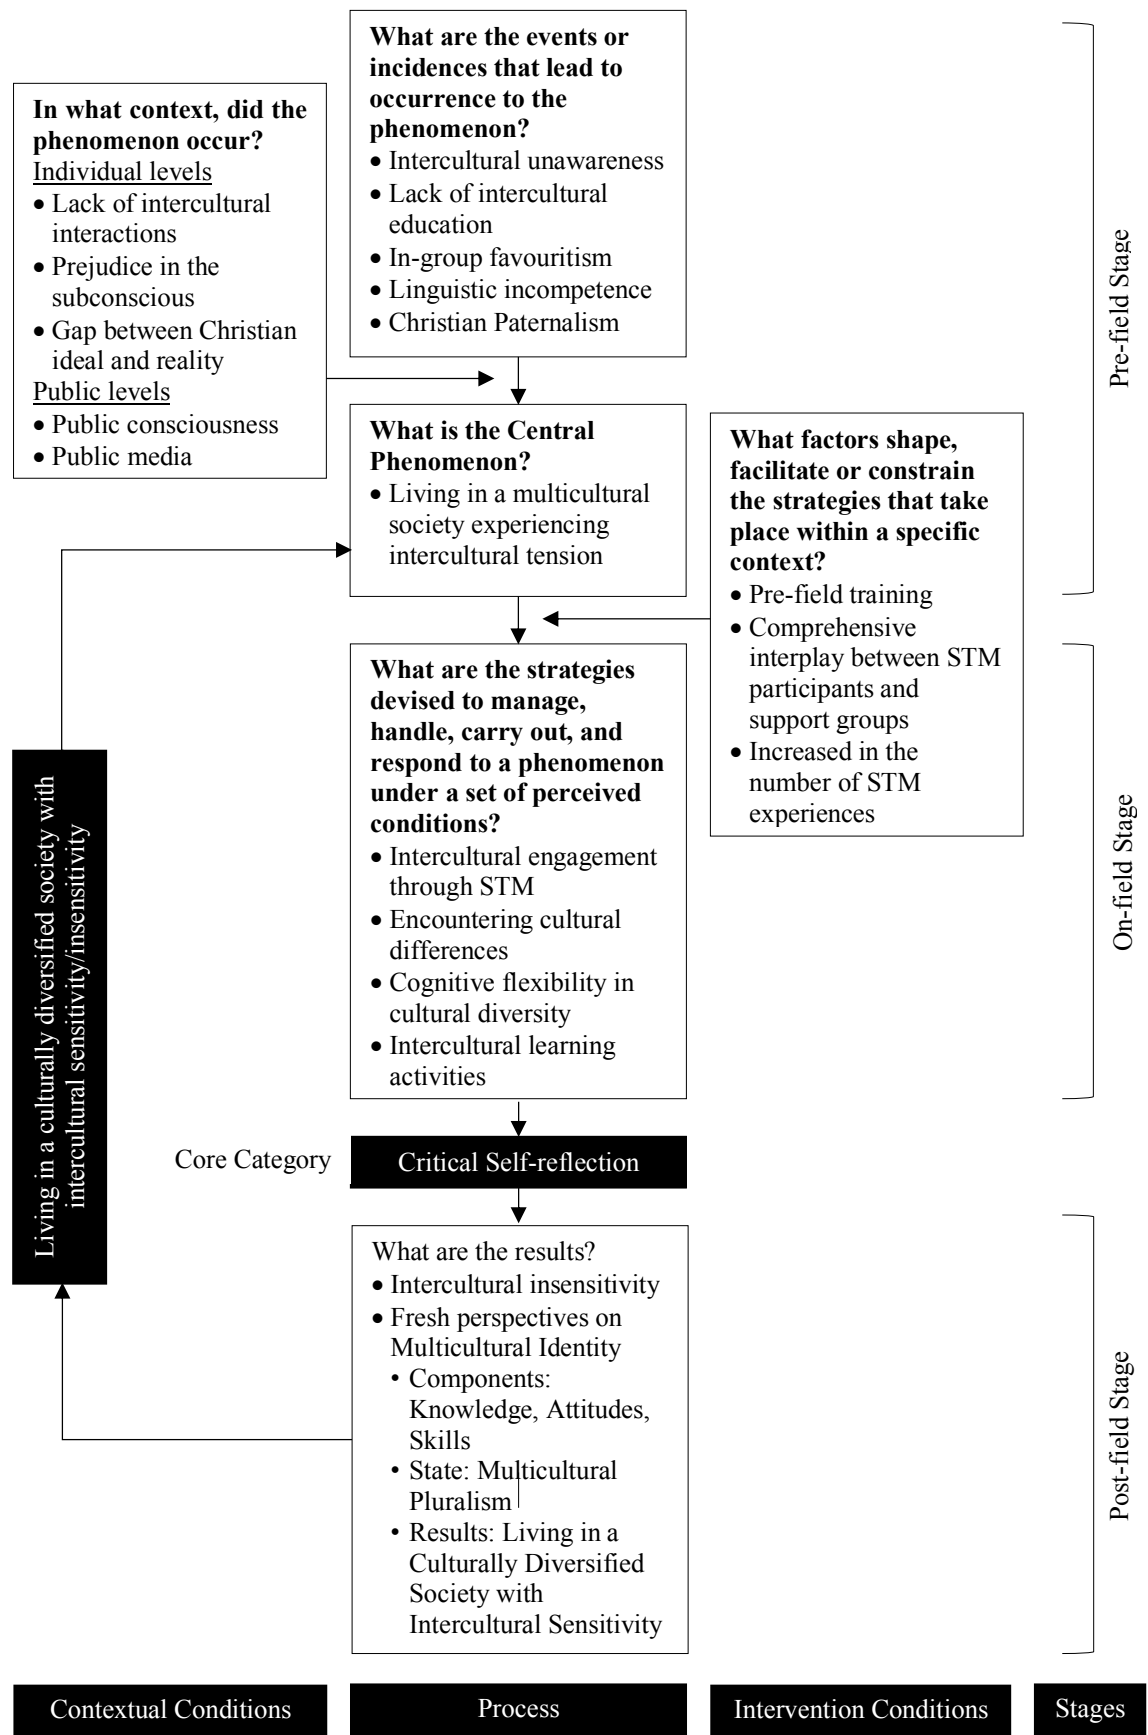 In what context, did the
phenomenon occur?
Individual levels
• Lack of intercultural
interactions
• Prejudice in the
subconscious
• Gap between Christian
ideal and reality
Public levels
• Public consciousness
• Public media
What are the events or
incidences that lead to
occurrence to the
phenomenon?
• Intercultural unawareness
• Lack of intercultural
education
• In-group favouritism
• Linguistic incompetence
• Christian Paternalism
Pre-field Stage
What is the Central
Phenomenon?
• Living in a multicultural
society experiencing
intercultural tension
What factors shape,
facilitate or constrain
the strategies that take
place within a specific
context?
• Pre-field training
• Comprehensive
interplay between STM
participants and
support groups
• Increased in the
number of STM
experiences
What are the strategies
devised to manage,
handle, carry out, and
respond to a phenomenon
under a set of perceived
conditions?
• Intercultural engagement
through STM
• Encountering cultural
differences
• Cognitive flexibility in
cultural diversity
• Intercultural learning
activities
On-field Stage
Living in a culturally diversified society with
intercultural sensitivity/insensitivity
Core Category
Critical Self-reflection
What are the results?
• Intercultural insensitivity
• Fresh perspectives on
Multicultural Identity
• Components:
Knowledge, Attitudes,
Skills
• State: Multicultural
Pluralism
• Results: Living in a
Culturally Diversified
Society with
Intercultural Sensitivity
Post-field Stage
Contextual Conditions
Process
Intervention Conditions
Stages